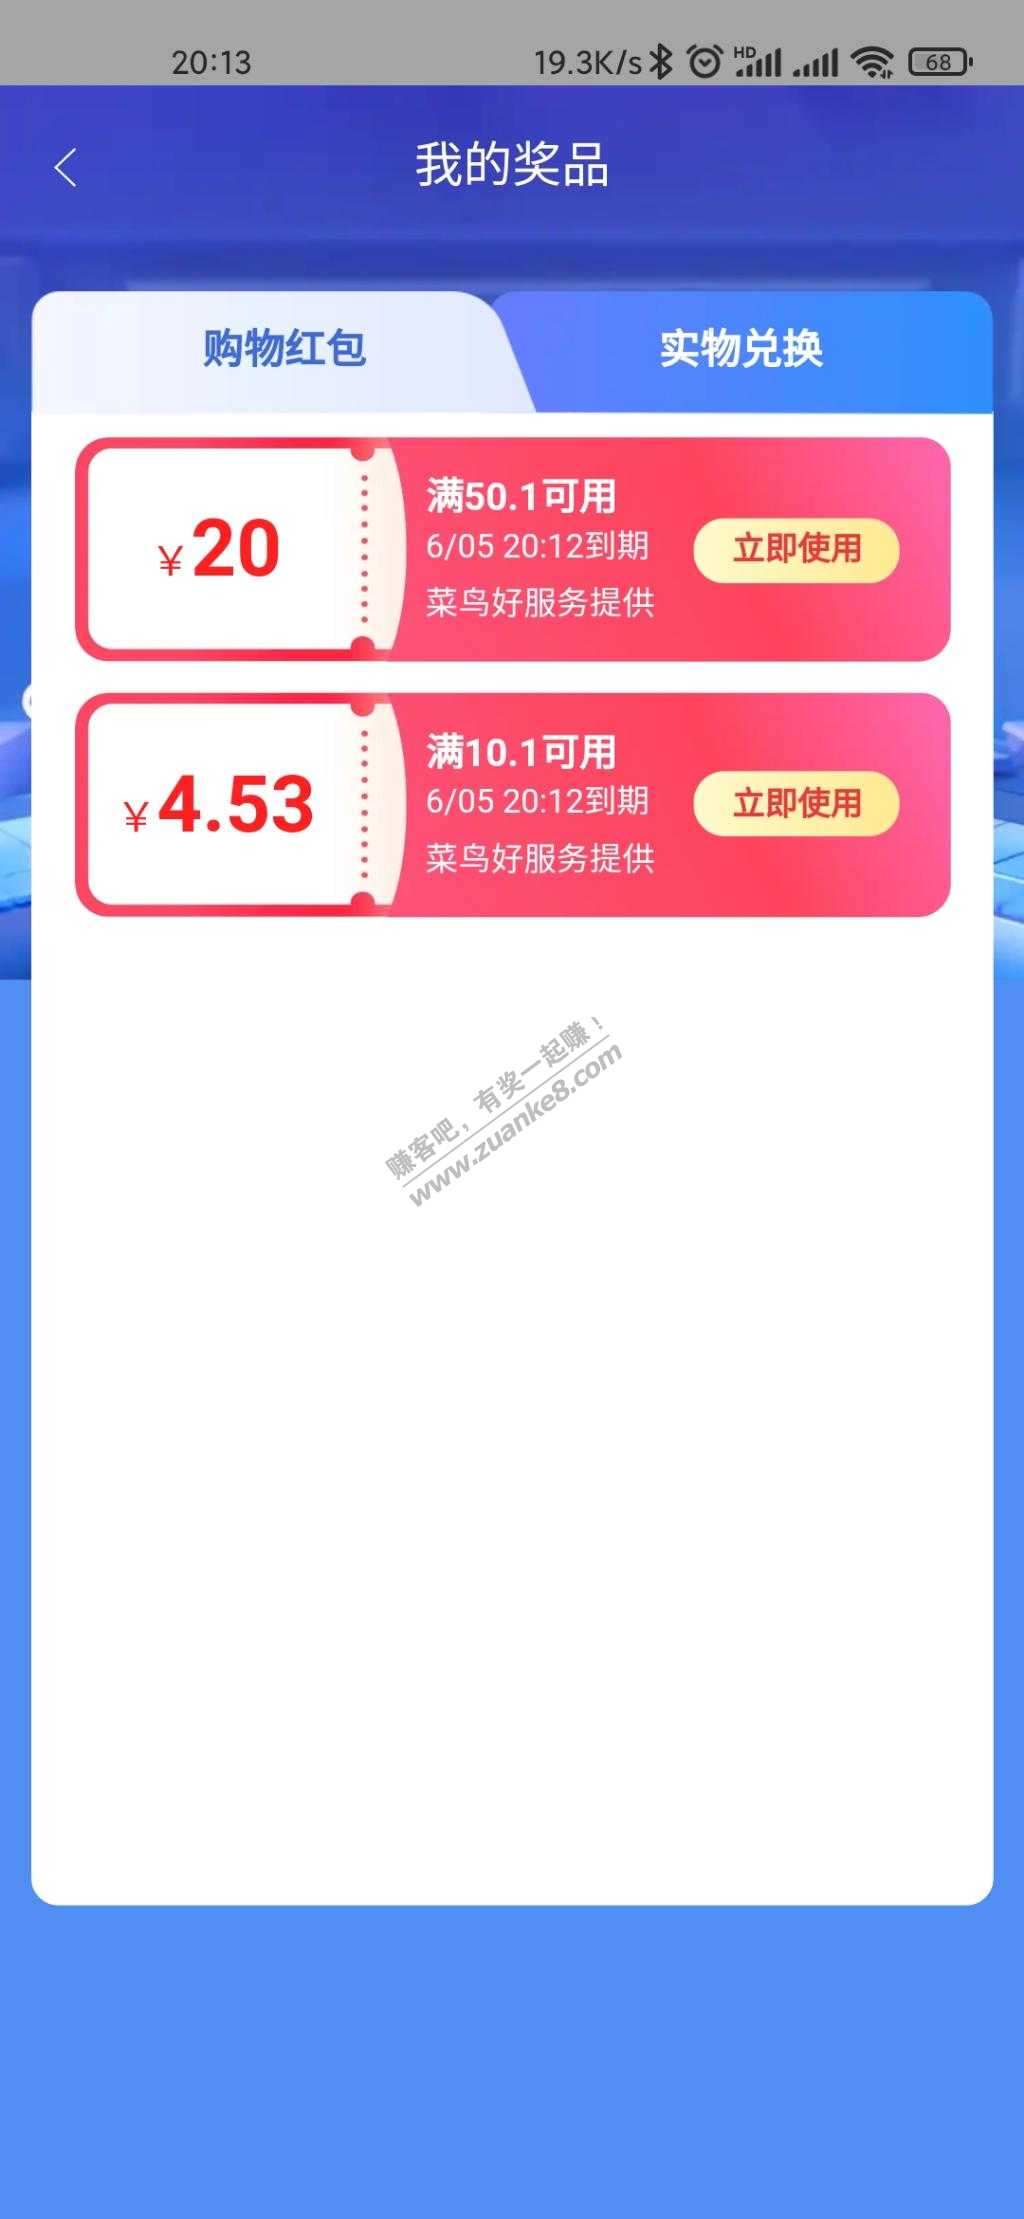 20:13
19.3K/s HD 68
我的奖品
购物红包
实物兑换
¥20
满50.1可用
6/05 20:12到期
菜鸟好服务提供
立即使用
¥4.53
满10.1可用
6/05 20:12到期
菜鸟好服务提供
立即使用
赚客吧，有奖一起赚！
www.zuanke8.com